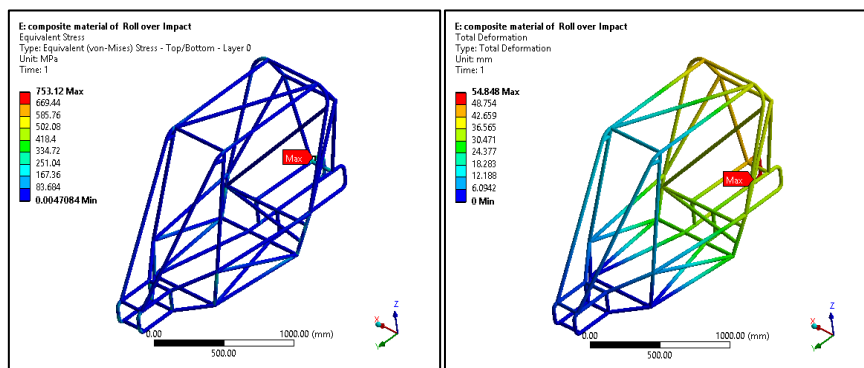 E: composite material of Roll over Impact
Equivalent Stress
Type: Equivalent (von-Mises) Stress - Top/Bottom - Layer 0
Unit: MPa
Time: 1
753.12 Max
669.44
585.76
502.08
418.4
334.72
251.04
167.36
83.684
0.0047084 Min
Max
0.00
500.00
1000.00 (mm)
X
Y
Z
E: composite material of Roll over Impact
Total Deformation
Type: Total Deformation
Unit: mm
Time: 1
54.848 Max
48.754
42.659
36.565
30.471
24.377
18.283
12.188
6.0942
0 Min
Max
0.00
500.00
1000.00 (mm)
X
Y
Z